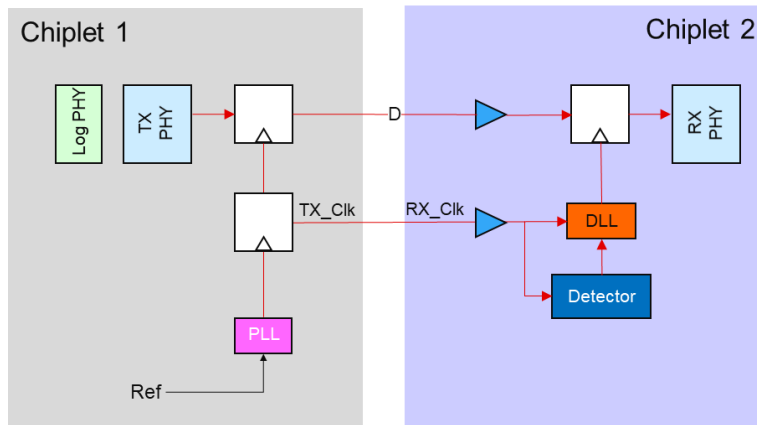 Chiplet 1
Chiplet 2
Log PHY
TX
PHY
D
RX
PHY
TX_Clk
RX_Clk
DLL
Detector
PLL
Ref